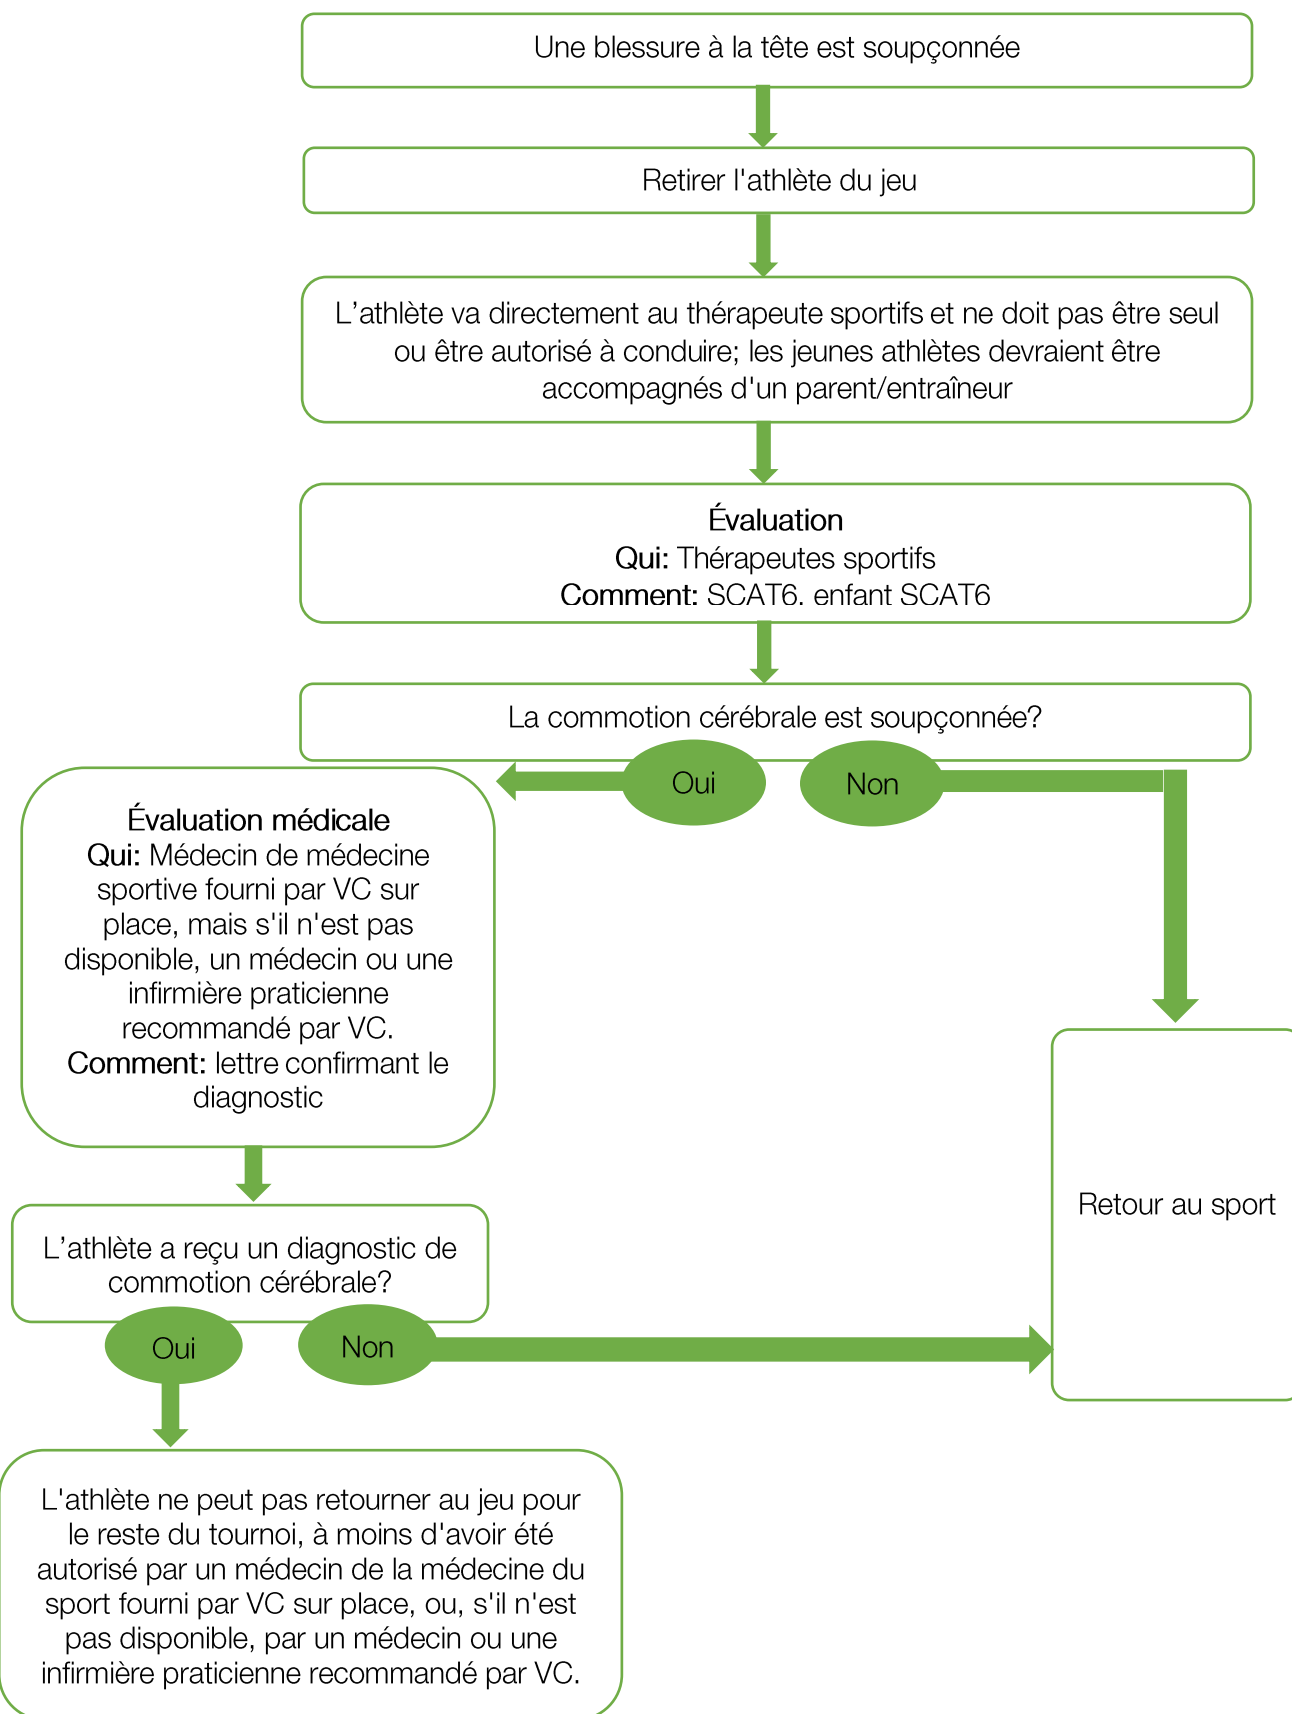 Une blessure à la tête est soupçonnée
Retirer l'athlète du jeu
L’athlète va directement au thérapeute sportifs et ne doit pas être seul
ou être autorisé à conduire; les jeunes athlètes devraient être
accompagnés d'un parent/entraîneur
Évaluation
Qui: Thérapeutes sportifs
Comment: SCAT6. enfant SCAT6
La commotion cérébrale est soupçonnée?
Oui
Non
Évaluation médicale
Qui: Médecin de médecine
sportive fourni par VC sur
place, mais s'il n'est pas
disponible, un médecin ou une
infirmière praticienne
recommandé par VC.
Comment: lettre confirmant le
diagnostic
Retour au sport
L’athlète a reçu un diagnostic de
commotion cérébrale?
Oui
Non
L'athlète ne peut pas retourner au jeu pour
le reste du tournoi, à moins d'avoir été
autorisé par un médecin de la médecine du
sport fourni par VC sur place, ou, s'il n'est
pas disponible, par un médecin ou une
infirmière praticienne recommandé par VC.